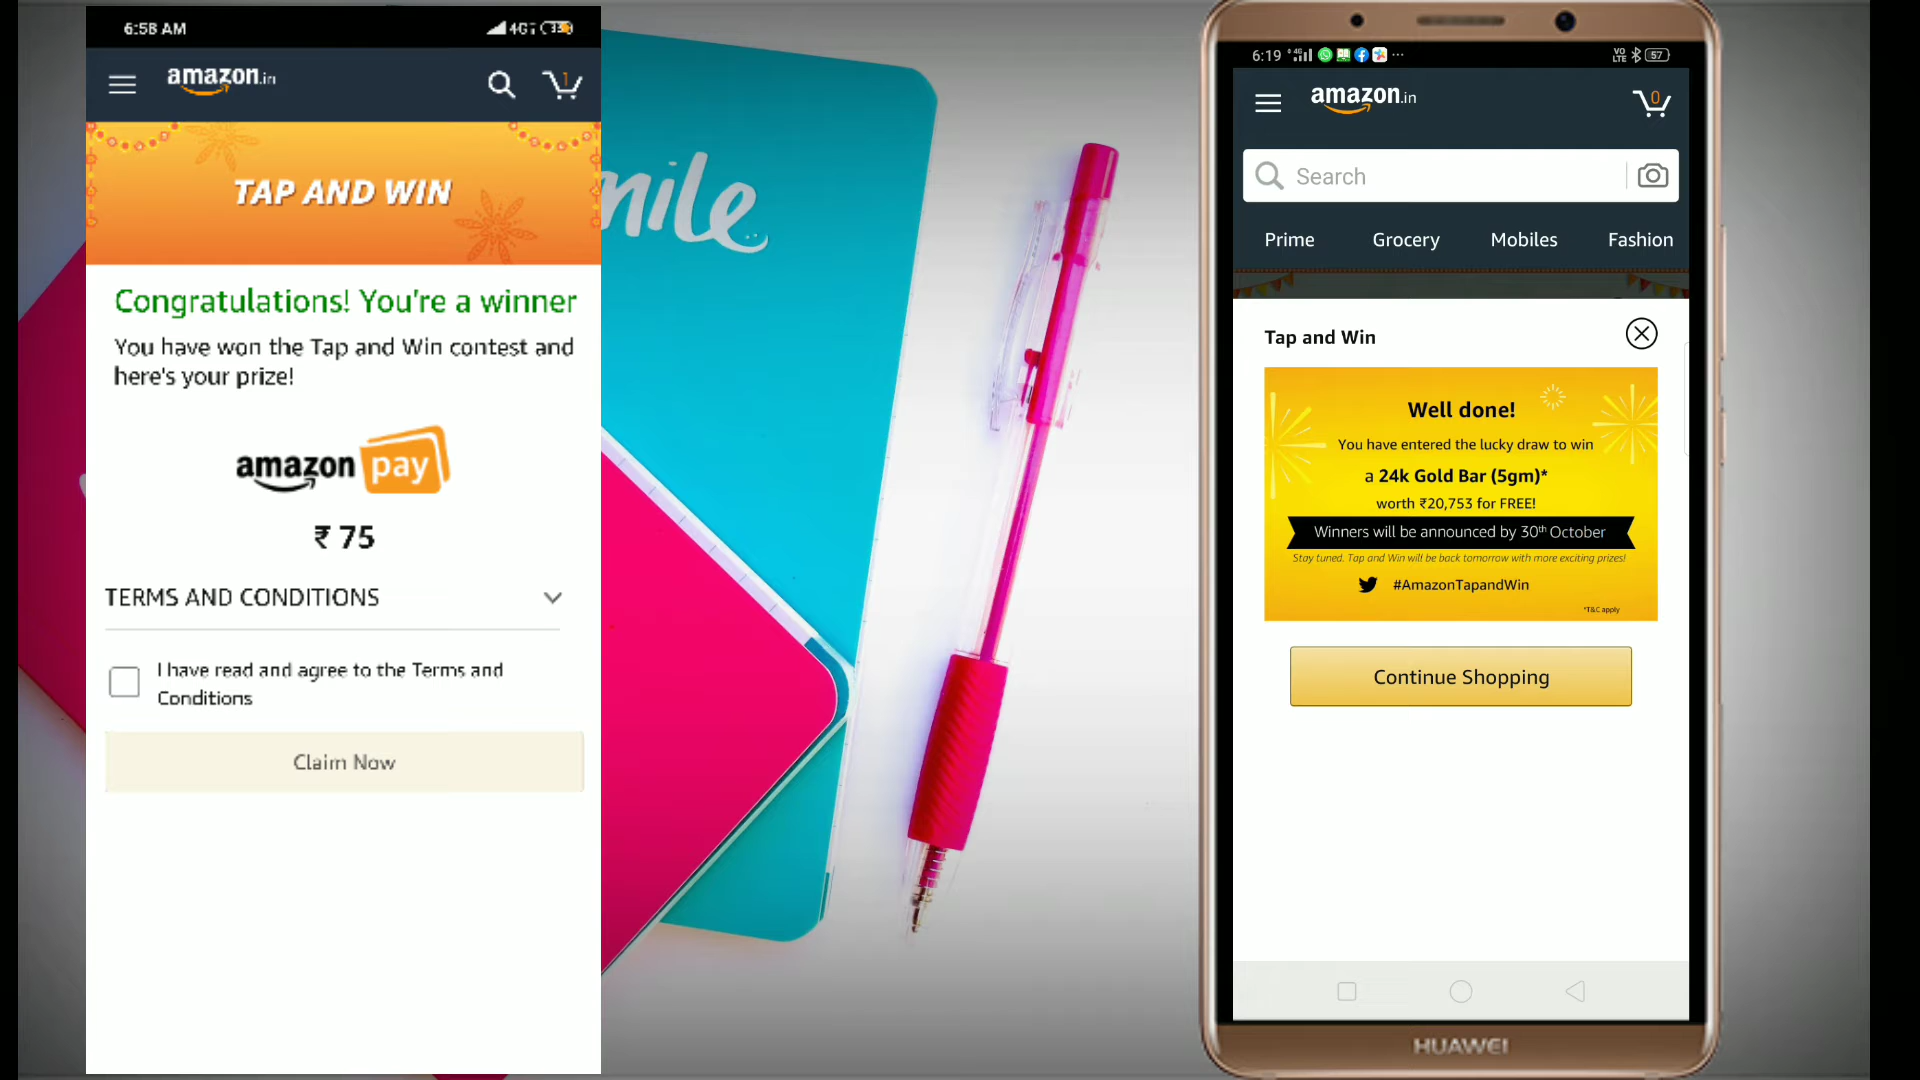 6:58 AM
4G
amazon.in
1
TAP AND WIN
Congratulations! You're a winner
You have won the Tap and Win contest and
here's your prize!
amazon pay
₹ 75
TERMS AND CONDITIONS
I have read and agree to the Terms and
Conditions
Claim Now
mile
6:19
4G
VO
LTE
57
amazon.in
0
Search
Prime
Grocery
Mobiles
Fashion
Tap and Win
Well done!
You have entered the lucky draw to win
a 24k Gold Bar (5gm)*
worth ₹20,753 for FREE!
Winners will be announced by 30th October
Stay tuned. Tap and Win will be back tomorrow with more exciting prizes!
#AmazonTapandWin
*T&C apply
Continue Shopping
HUAWEI